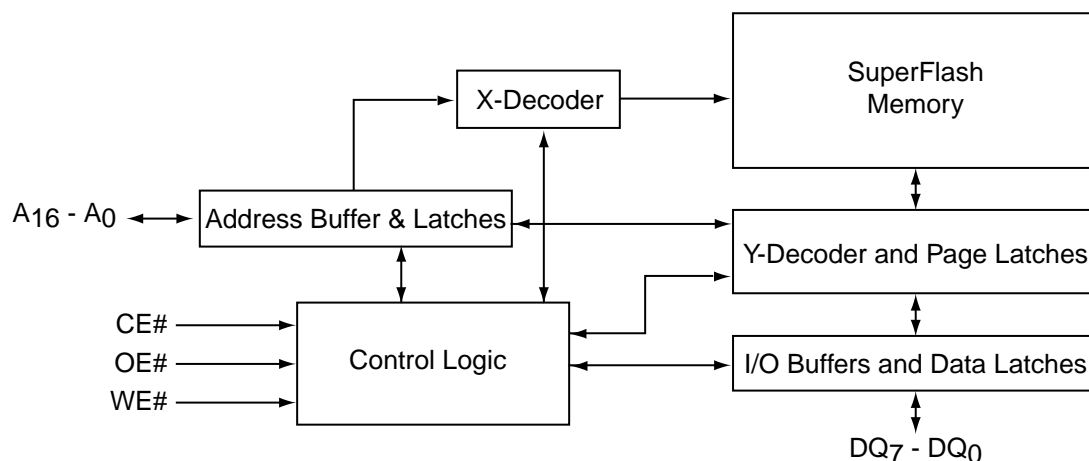 SuperFlash
Memory
X-Decoder
A16 - A0
Address Buffer & Latches
Y-Decoder and Page Latches
CE#
OE#
WE#
Control Logic
I/O Buffers and Data Latches
DQ7 - DQ0